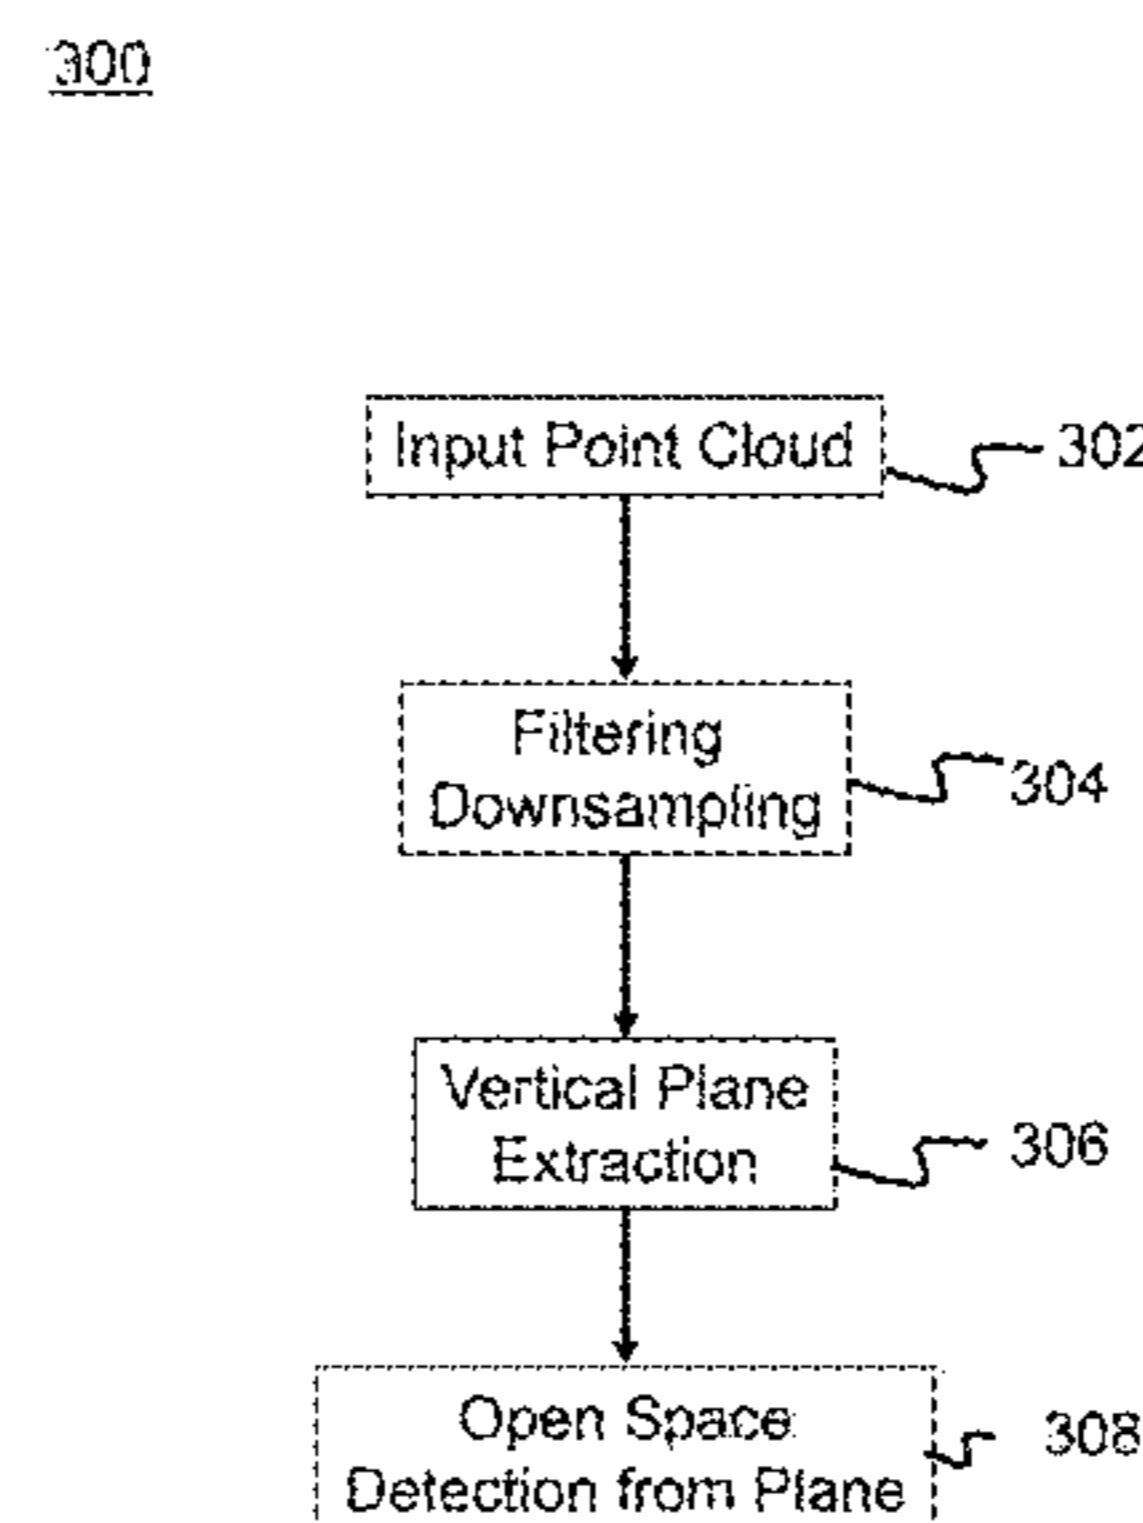 300
Input Point Cloud
302
Filtering
Downsampling
304
Vertical Plane
Extraction
306
Open Space
Detection from Plane
308